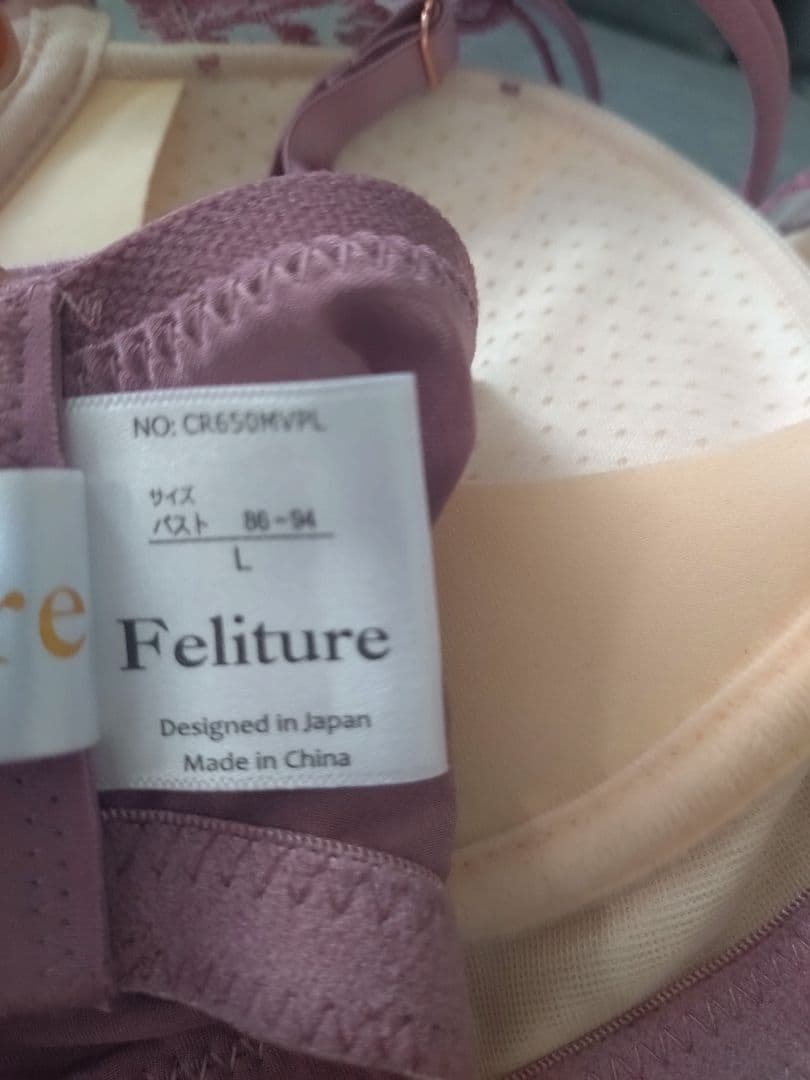 NO: CR650MVPL
サイズ
バスト 86-94
L
Feliture
Designed in Japan
Made in China
re